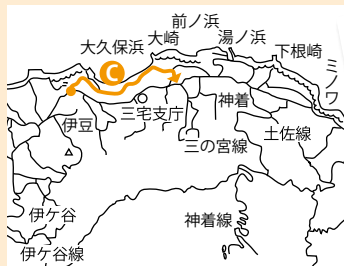 前ノ浜
大久保浜
大崎
湯ノ浜
下根崎
ミノワ
C
神着
三宅支庁
伊豆
土佐線
三の宮線
伊ケ谷
神着線
伊ケ谷線